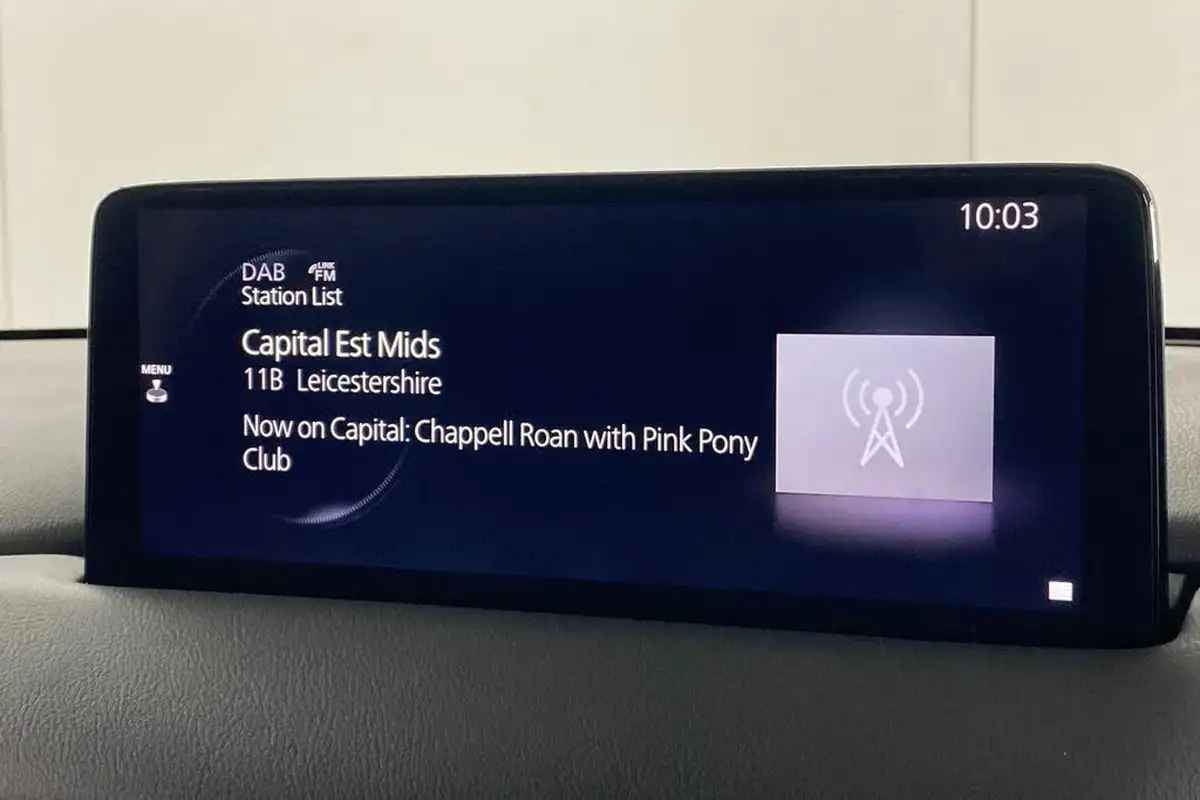 10:03
DAB LINK FM
Station List
Capital Est Mids
MENU
11B Leicestershire
Now on Capital: Chappell Roan with Pink Pony
Club